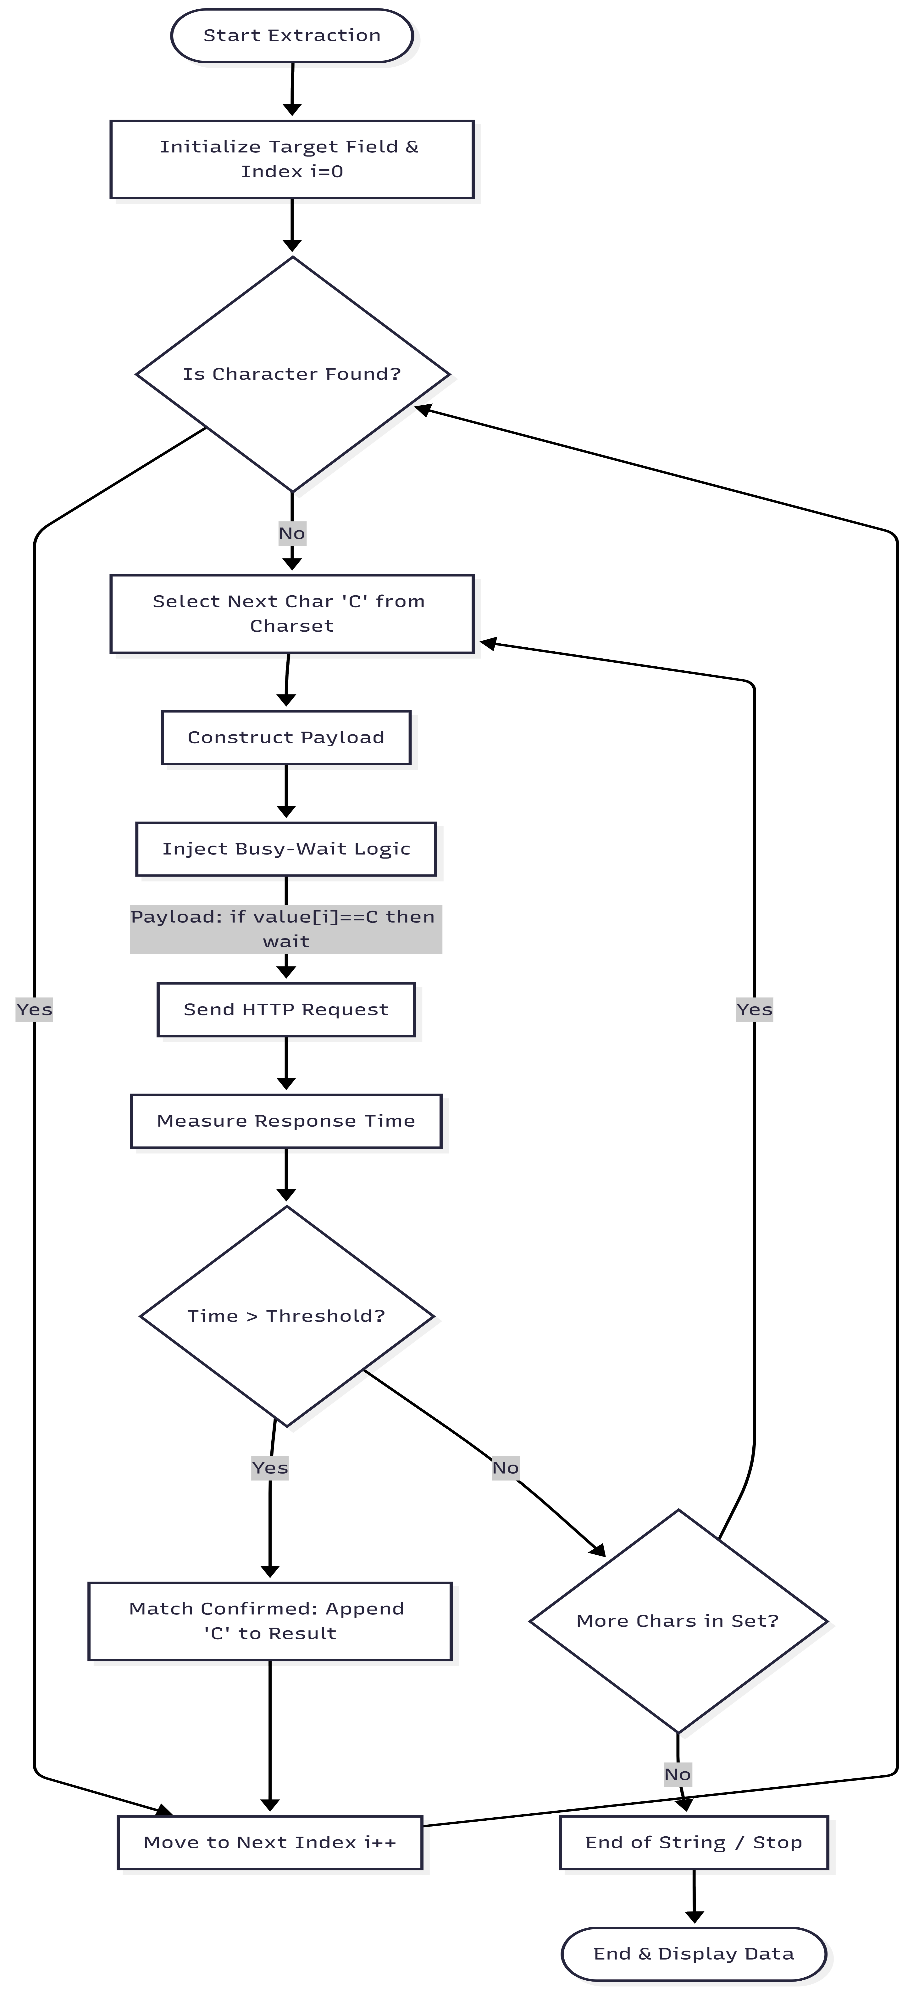 Start Extraction
Initialize Target Field &
Index i=0
Is Character Found?
No
Select Next Char 'C' from
Charset
Construct Payload
Inject Busy-Wait Logic
Payload: if value[i]==C then
wait
Yes
Send HTTP Request
Yes
Measure Response Time
Time > Threshold?
Yes
No
Match Confirmed: Append
'C' to Result
More Chars in Set?
No
Move to Next Index i++
End of String / Stop
End & Display Data